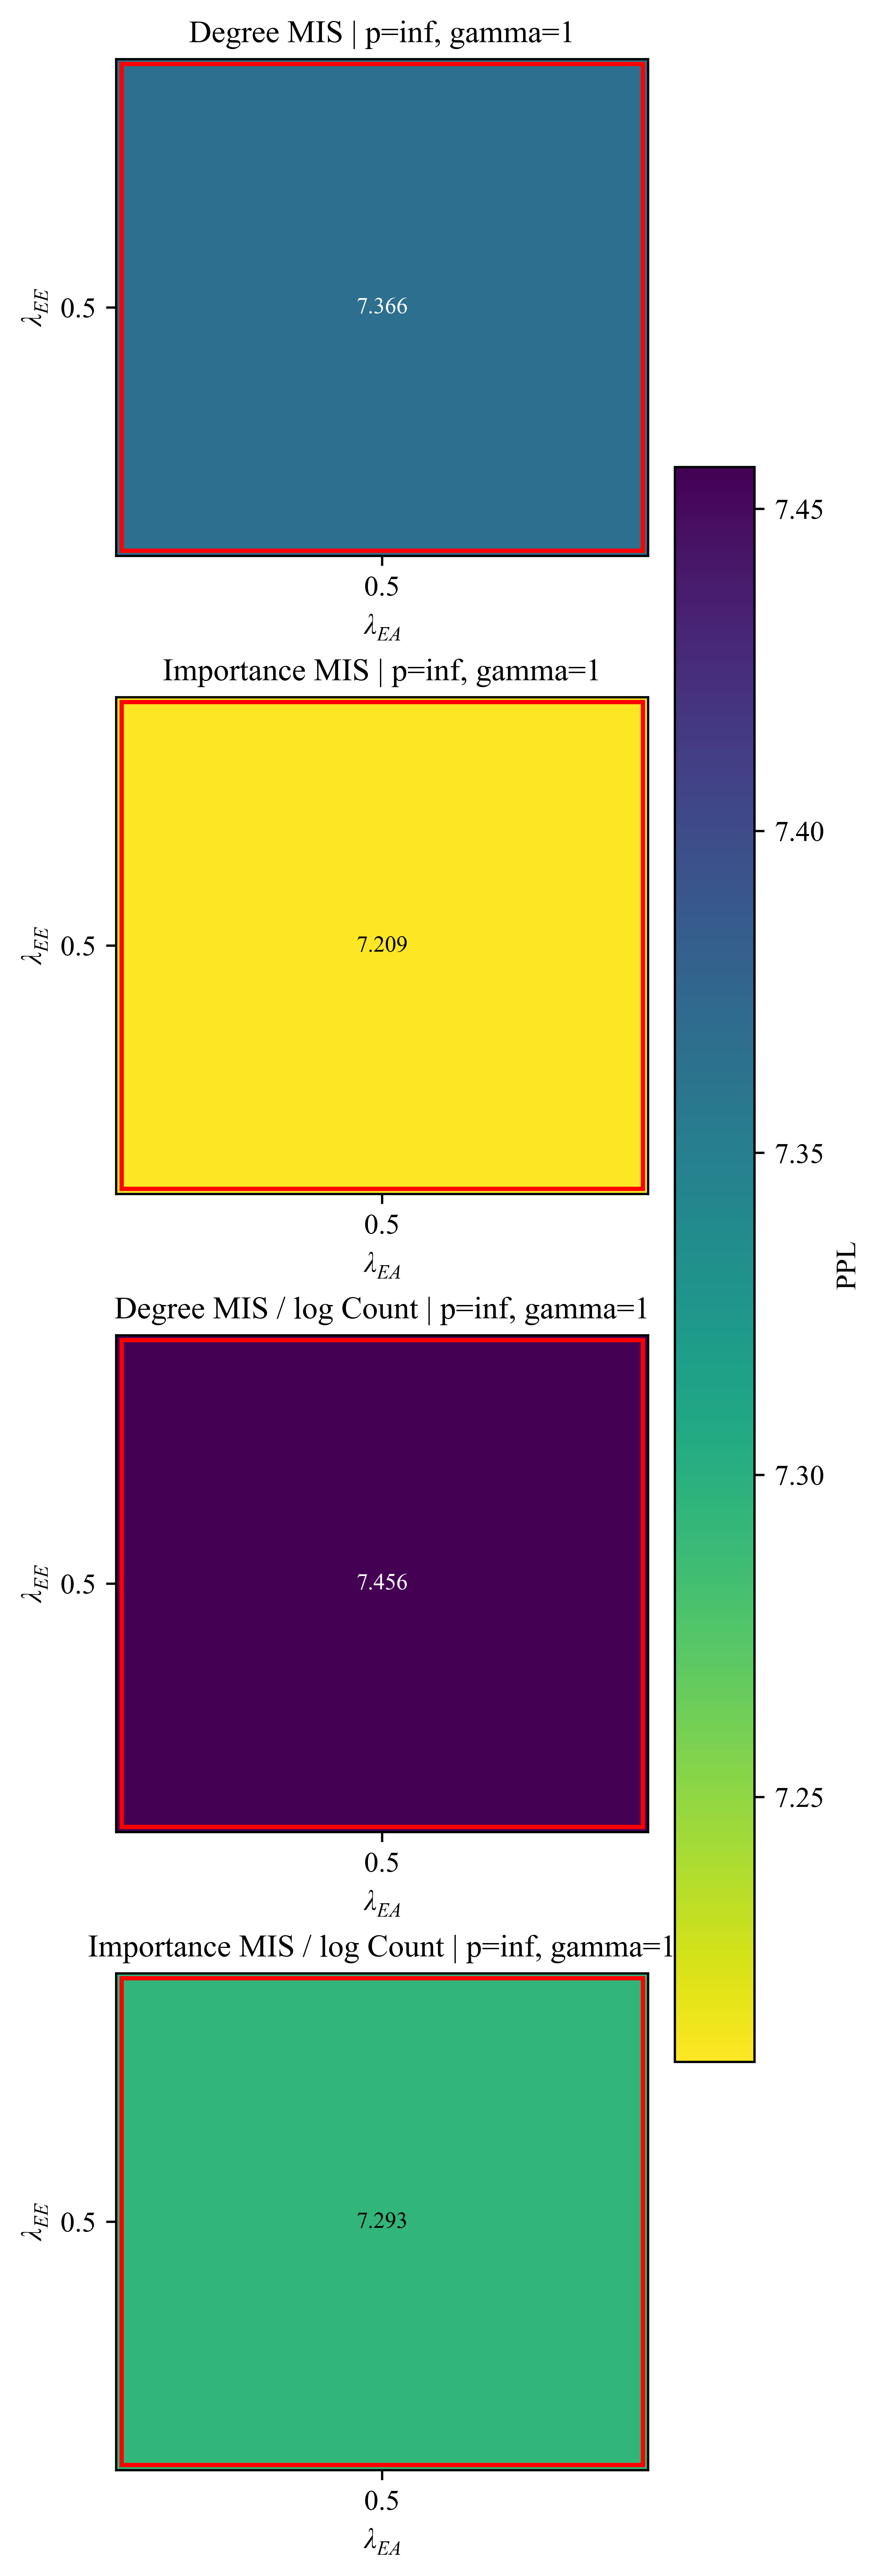 Degree MIS | p=inf, gamma=1
λ_EE
0.5
7.366
0.5
λ_EA
Importance MIS | p=inf, gamma=1
λ_EE
0.5
7.209
0.5
λ_EA
Degree MIS / log Count | p=inf, gamma=1
λ_EE
0.5
7.456
0.5
λ_EA
Importance MIS / log Count | p=inf, gamma=1
λ_EE
0.5
7.293
0.5
λ_EA
7.45
7.40
7.35
7.30
7.25
PPL